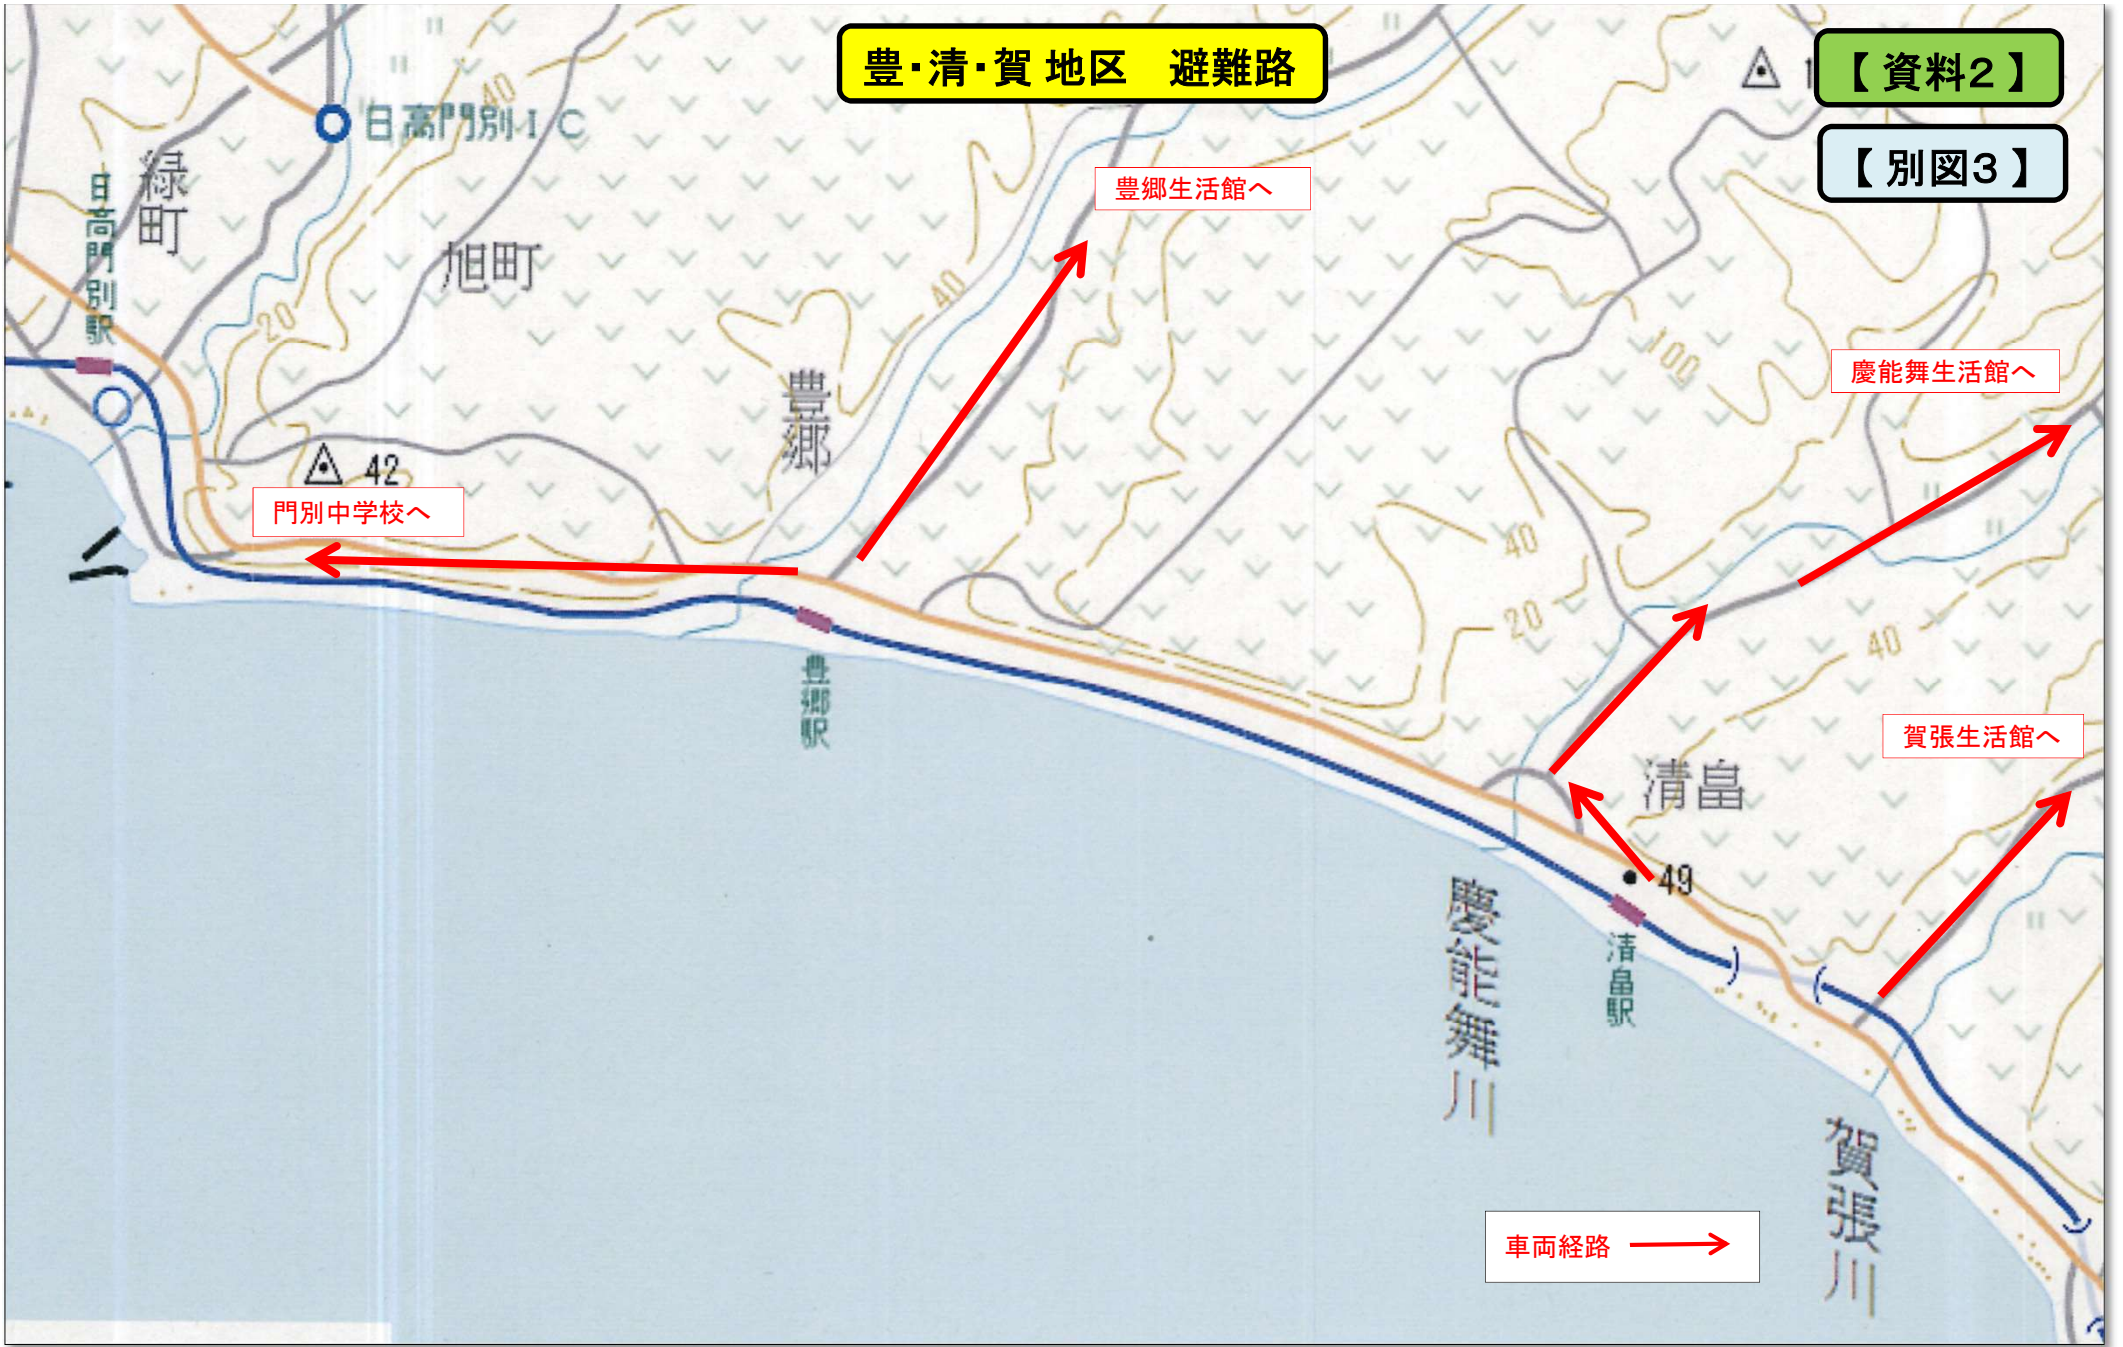 豊・清・賀 地区　避難路
【 資料２ 】
【 別図３ 】
日高門別ＩＣ
40
緑町
日高門別駅
旭町
豊郷生活館へ
40
20
100
慶能舞生活館へ
豊郷
42
門別中学校へ
40
20
40
豊郷駅
賀張生活館へ
清畠
49
慶能舞川
清畠駅
賀張川
車両経路